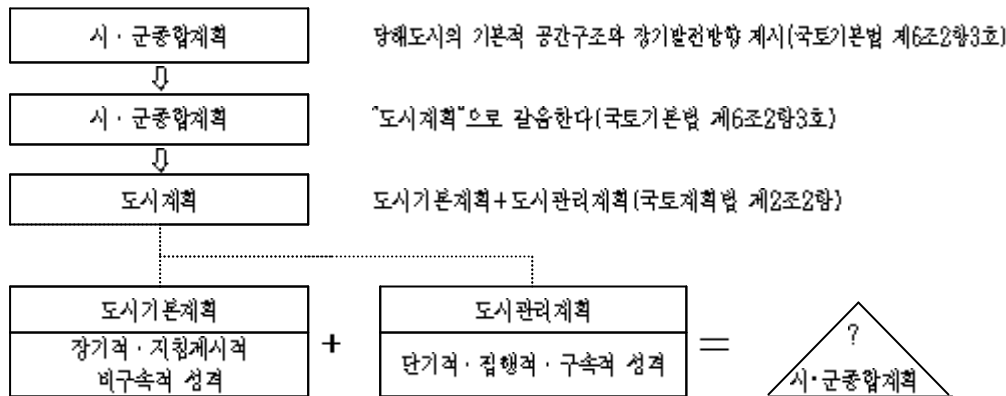 시·군종합계획
당해도시의 기본적 공간구조와 장기발전방향 제시(국토기본법 제6조2항3호)
시·군종합계획
"도시계획"으로 갈음한다(국토기본법 제6조2항3호)
도시계획
도시기본계획+도시관리계획(국토계획법 제2조2항)
도시기본계획
장기적·지침제시적
비구속적 성격
+
도시관리계획
단기적·집행적·구속적 성격
=
?
시·군종합계획